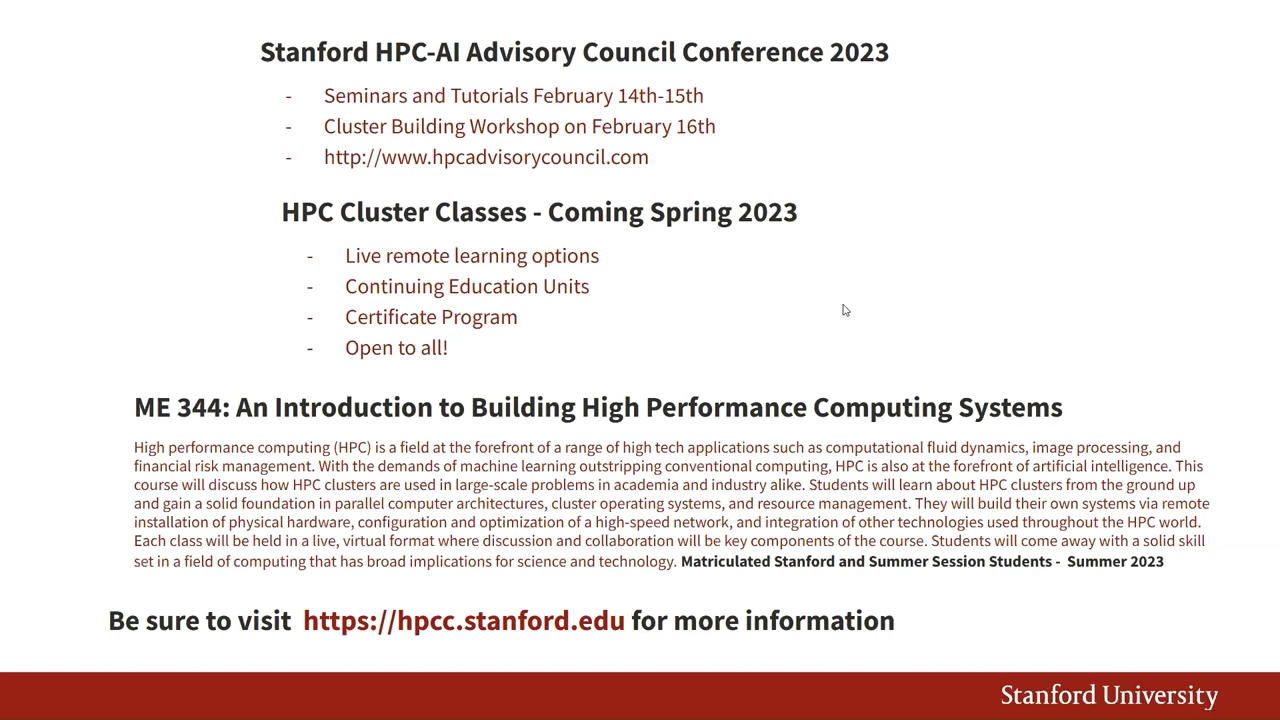 Stanford HPC-AI Advisory Council Conference 2023
- Seminars and Tutorials February 14th-15th
- Cluster Building Workshop on February 16th
- http://www.hpcadvisorycouncil.com
HPC Cluster Classes - Coming Spring 2023
- Live remote learning options
- Continuing Education Units
- Certificate Program
- Open to all!
ME 344: An Introduction to Building High Performance Computing Systems
High performance computing (HPC) is a field at the forefront of a range of high tech applications such as computational fluid dynamics, image processing, and
financial risk management. With the demands of machine learning outstripping conventional computing, HPC is also at the forefront of artificial intelligence. This
course will discuss how HPC clusters are used in large-scale problems in academia and industry alike. Students will learn about HPC clusters from the ground up
and gain a solid foundation in parallel computer architectures, cluster operating systems, and resource management. They will build their own systems via remote
installation of physical hardware, configuration and optimization of a high-speed network, and integration of other technologies used throughout the HPC world.
Each class will be held in a live, virtual format where discussion and collaboration will be key components of the course. Students will come away with a solid skill
set in a field of computing that has broad implications for science and technology. Matriculated Stanford and Summer Session Students - Summer 2023
Be sure to visit https://hpcc.stanford.edu for more information
Stanford University